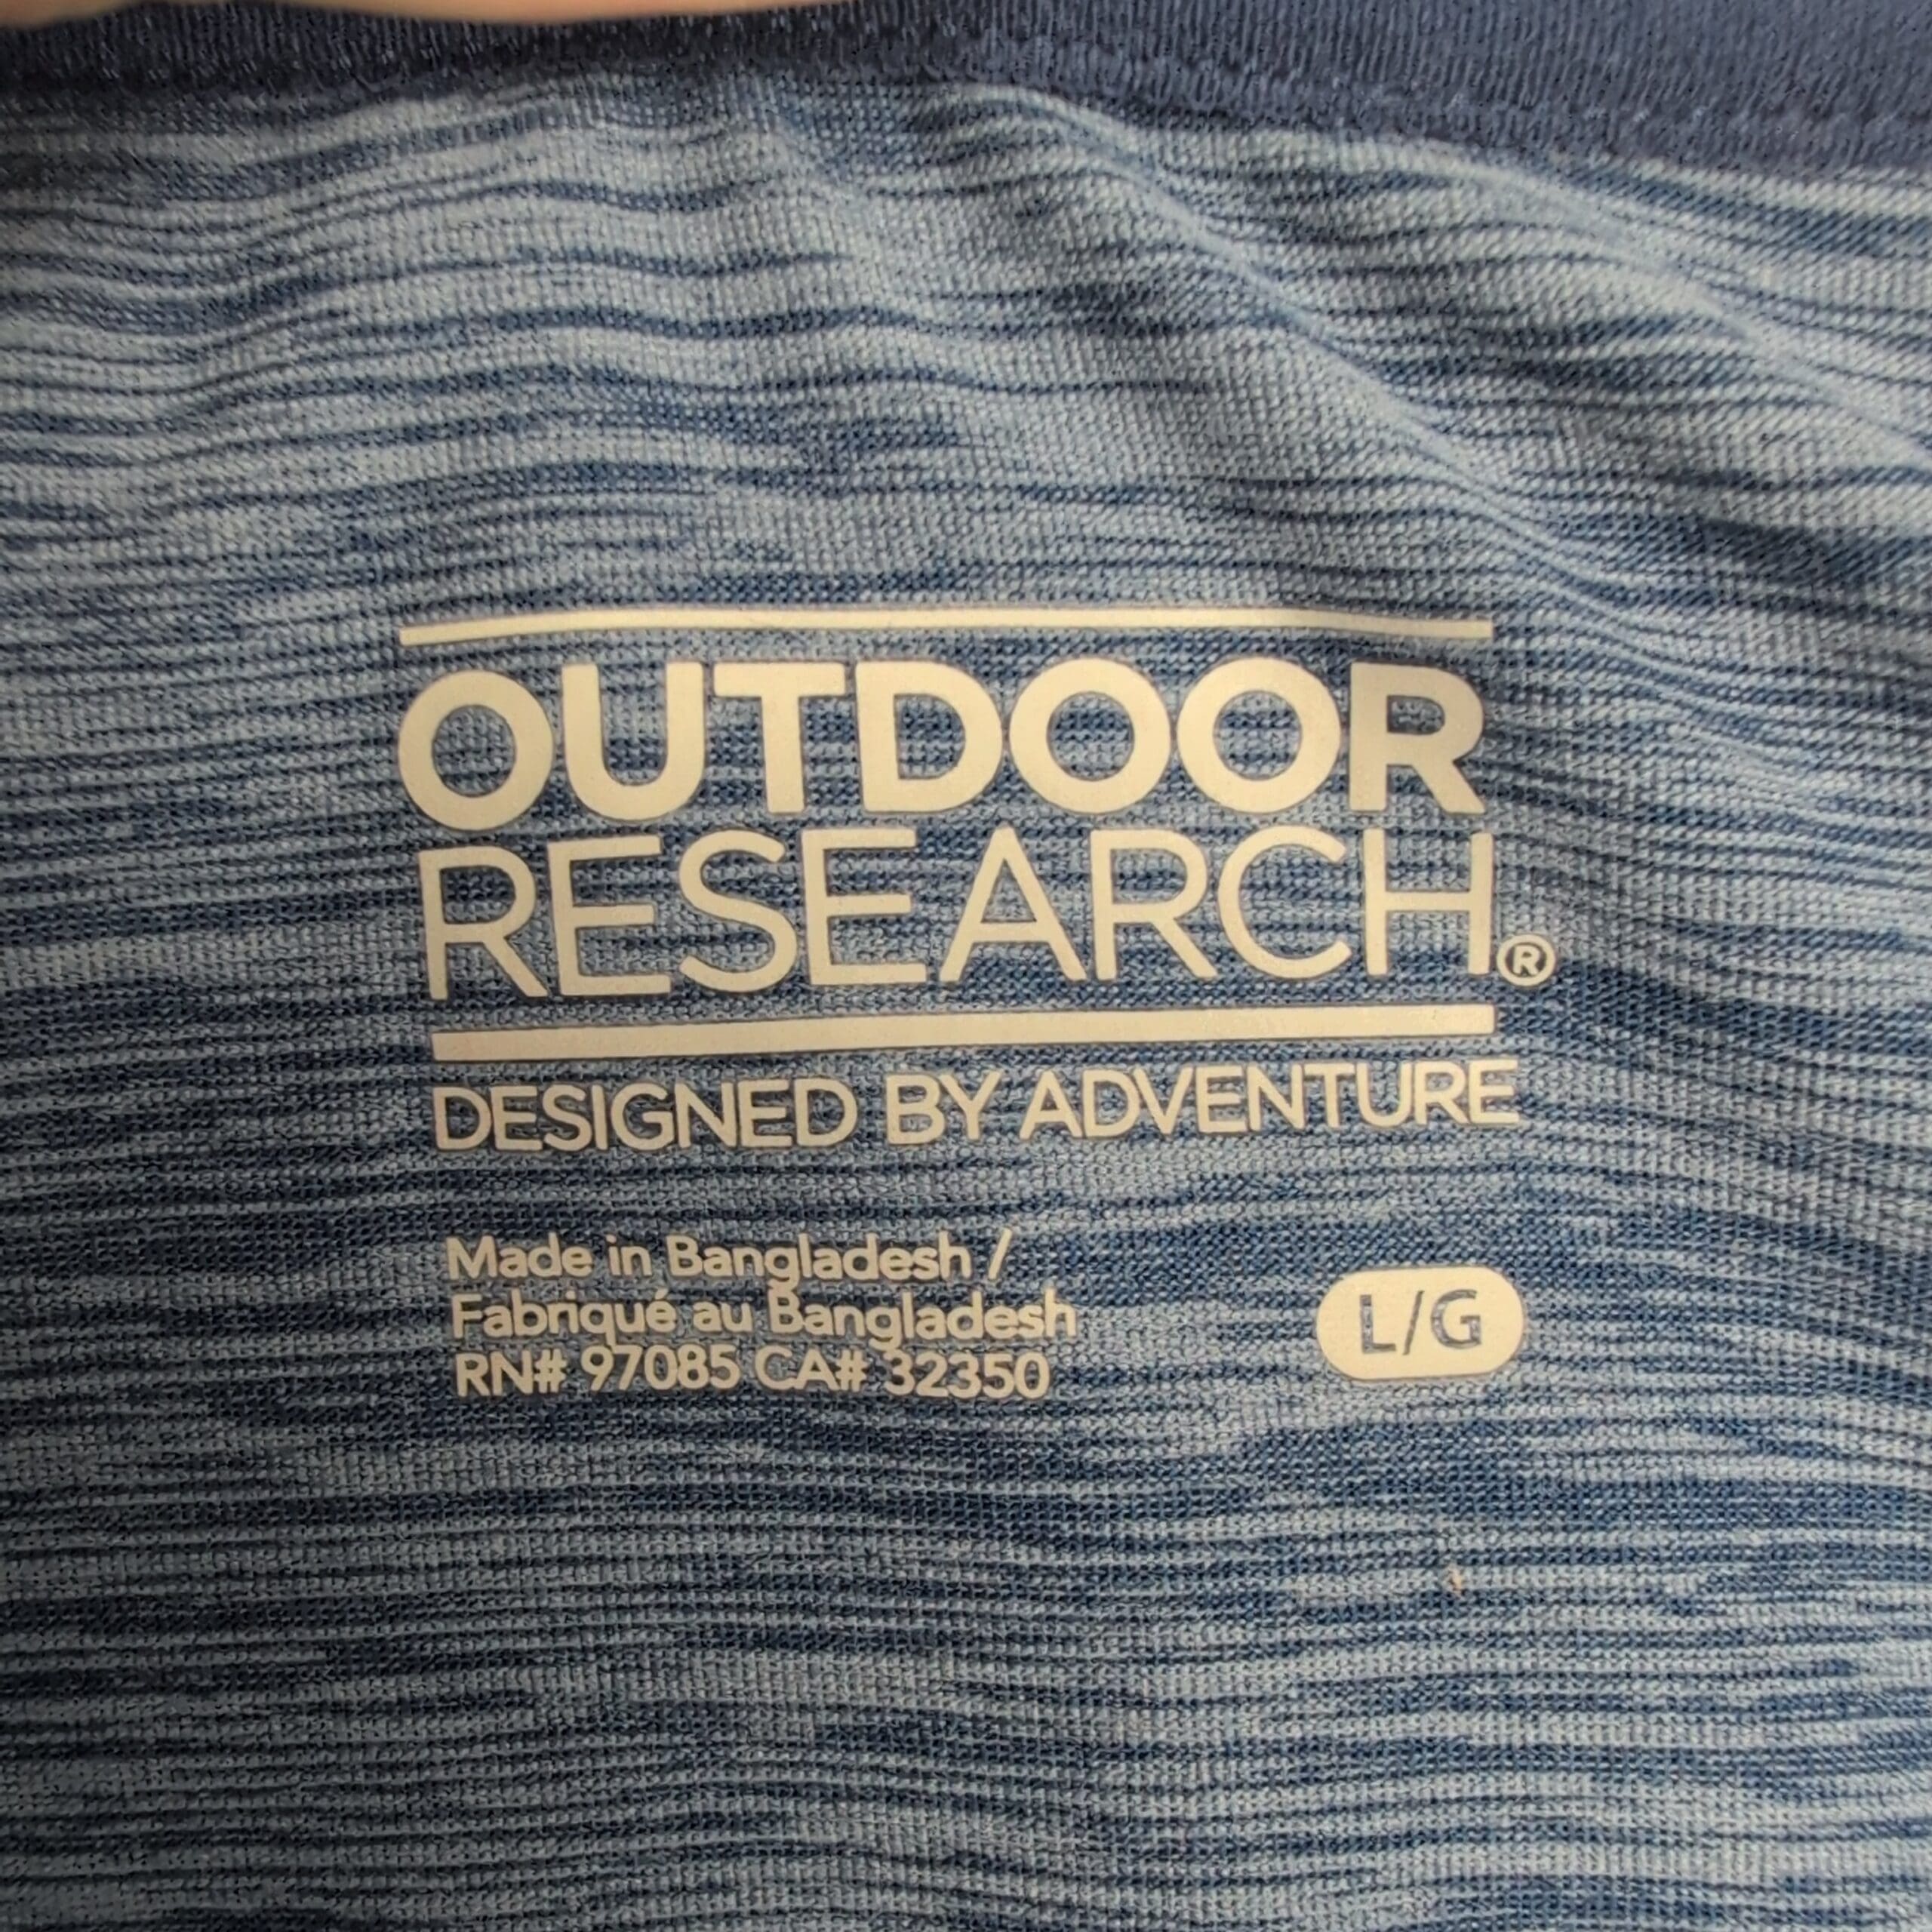 OUTDOOR
RESEARCH®
DESIGNED BY ADVENTURE
Made in Bangladesh /
Fabriqué au Bangladesh
RN# 97085 CA# 32350
L/G